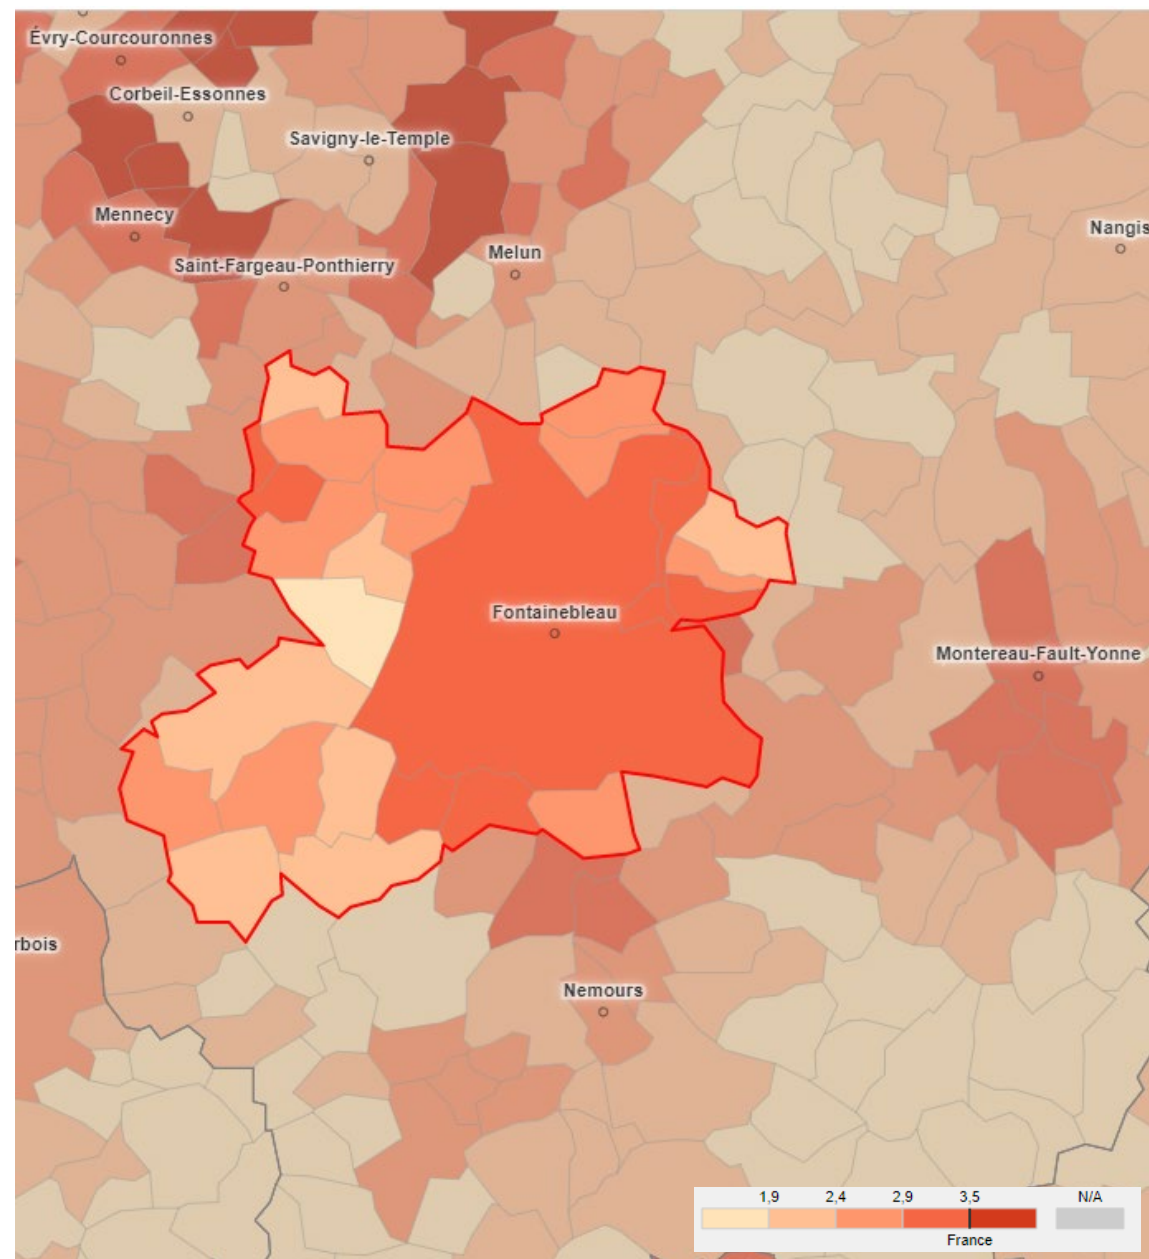 Évry-Courcouronnes
Corbeil-Essonnes
Savigny-le-Temple
Mennecy
Nangis
Melun
Saint-Fargeau-Ponthierry
Fontainebleau
Montereau-Fault-Yonne
rbois
Nemours
1,9 2,4 2,9 3,5 N/A
France